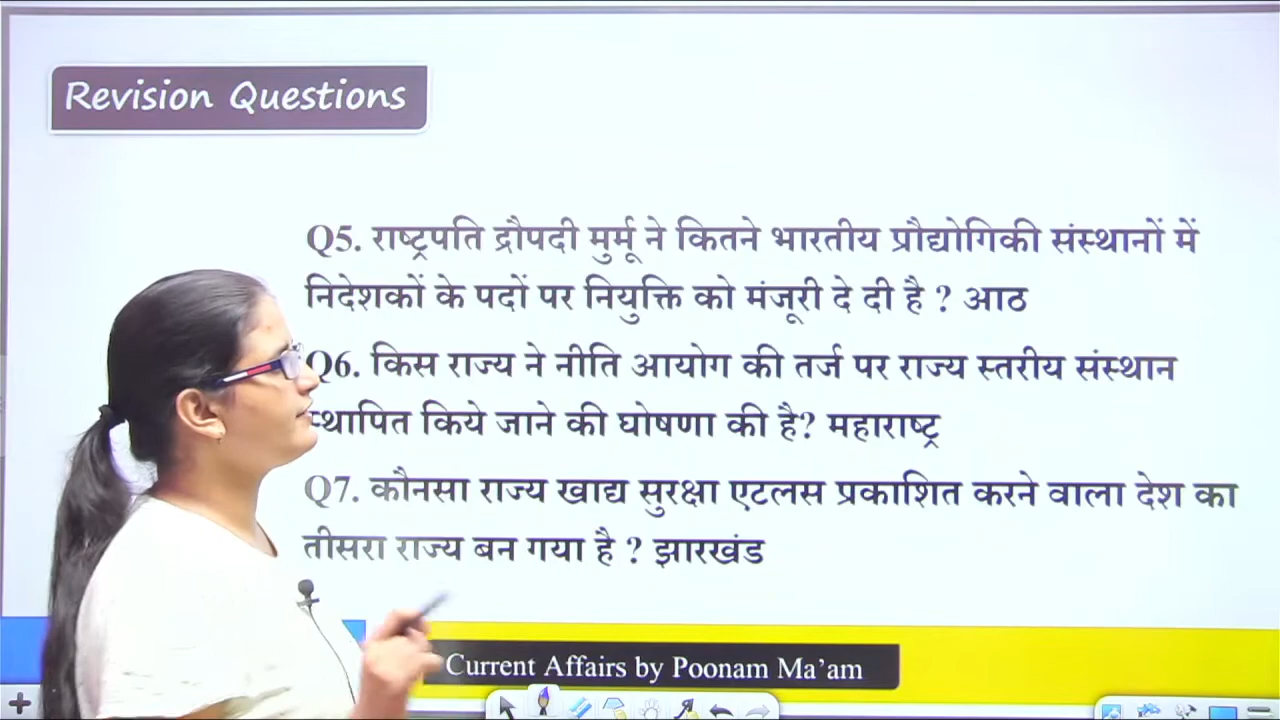 Revision Questions
Q5. राष्ट्रपति द्रौपदी मुर्मू ने कितने भारतीय प्रौद्योगिकी संस्थानों में
निदेशकों के पदों पर नियुक्ति को मंजूरी दे दी है ? आठ
Q6. किस राज्य ने नीति आयोग की तर्ज पर राज्य स्तरीय संस्थान
स्थापित किये जाने की घोषणा की है? महाराष्ट्र
Q7. कौनसा राज्य खाद्य सुरक्षा एटलस प्रकाशित करने वाला देश का
तीसरा राज्य बन गया है ? झारखंड
Current Affairs by Poonam Ma’am